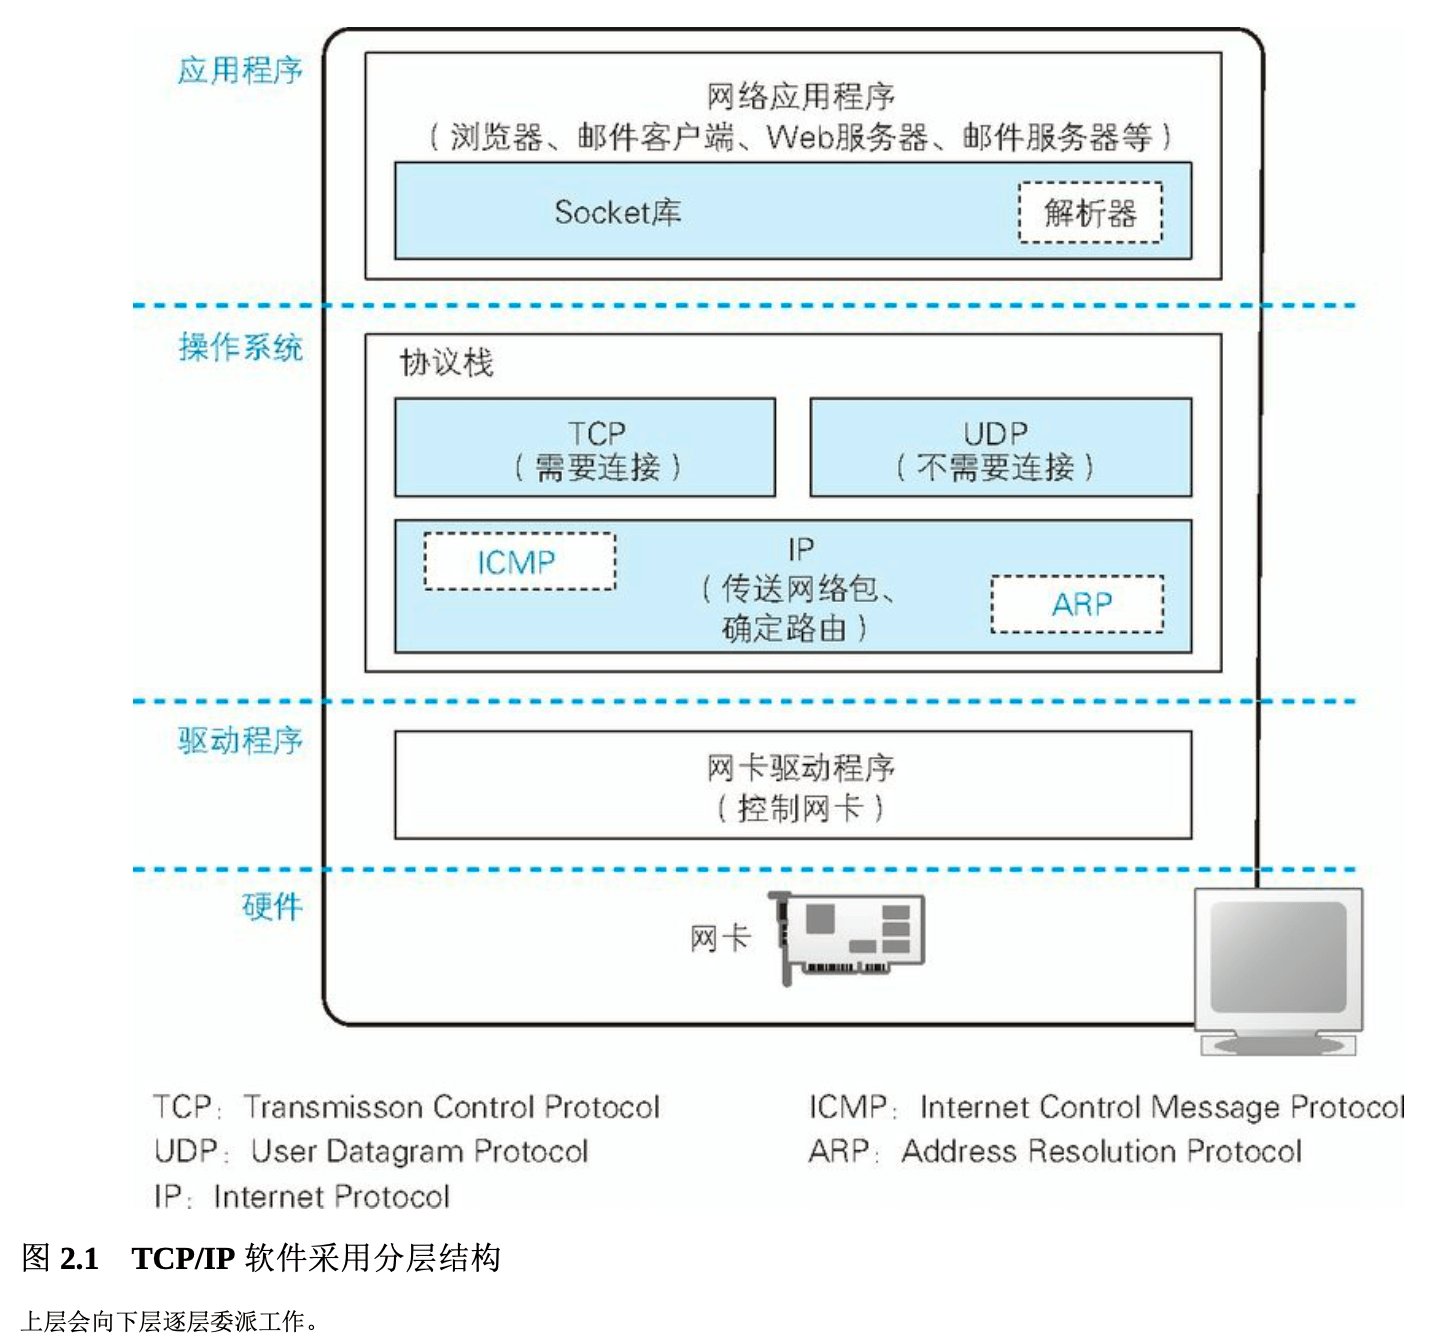 应用程序
网络应用程序
（浏览器、邮件客户端、Web服务器、邮件服务器等）
Socket库
解析器
操作系统
协议栈
TCP
（需要连接）
UDP
（不需要连接）
ICMP
IP
（传送网络包、
确定路由）
ARP
驱动程序
网卡驱动程序
（控制网卡）
硬件
网卡
TCP：Transmisson Control Protocol
UDP：User Datagram Protocol
IP：Internet Protocol
ICMP：Internet Control Message Protocol
ARP：Address Resolution Protocol
图 2.1 TCP/IP 软件采用分层结构
上层会向下层逐层委派工作。